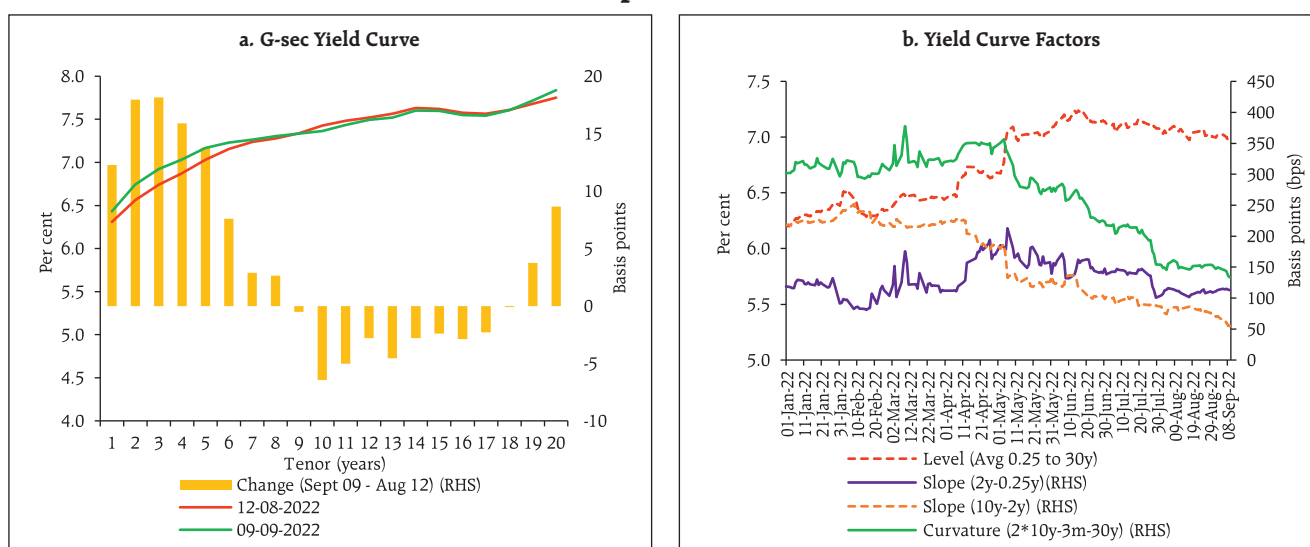 a. G-sec Yield Curve
8.0
7.5
7.0
6.5
6.0
5.5
5.0
4.5
4.0
Per cent
20
15
10
5
0
-5
-10
Basis points
1 2 3 4 5 6 7 8 9 10 11 12 13 14 15 16 17 18 19 20
Tenor (years)
Change (Sept 09 - Aug 12) (RHS)
12-08-2022
09-09-2022
b. Yield Curve Factors
7.5
7.0
6.5
6.0
5.5
5.0
Per cent
450
400
350
300
250
200
150
100
50
0
Basis points (bps)
01-Jan-22
11-Jan-22
21-Jan-22
31-Jan-22
10-Feb-22
20-Feb-22
02-Mar-22
12-Mar-22
22-Mar-22
01-Apr-22
11-Apr-22
21-Apr-22
01-May-22
11-May-22
21-May-22
31-May-22
10-Jun-22
20-Jun-22
30-Jun-22
10-Jul-22
20-Jul-22
30-Jul-22
09-Aug-22
19-Aug-22
29-Aug-22
08-Sep-22
Level (Avg 0.25 to 30y)
Slope (2y-0.25y)(RHS)
Slope (10y-2y) (RHS)
Curvature (2*10y-3m-30y) (RHS)